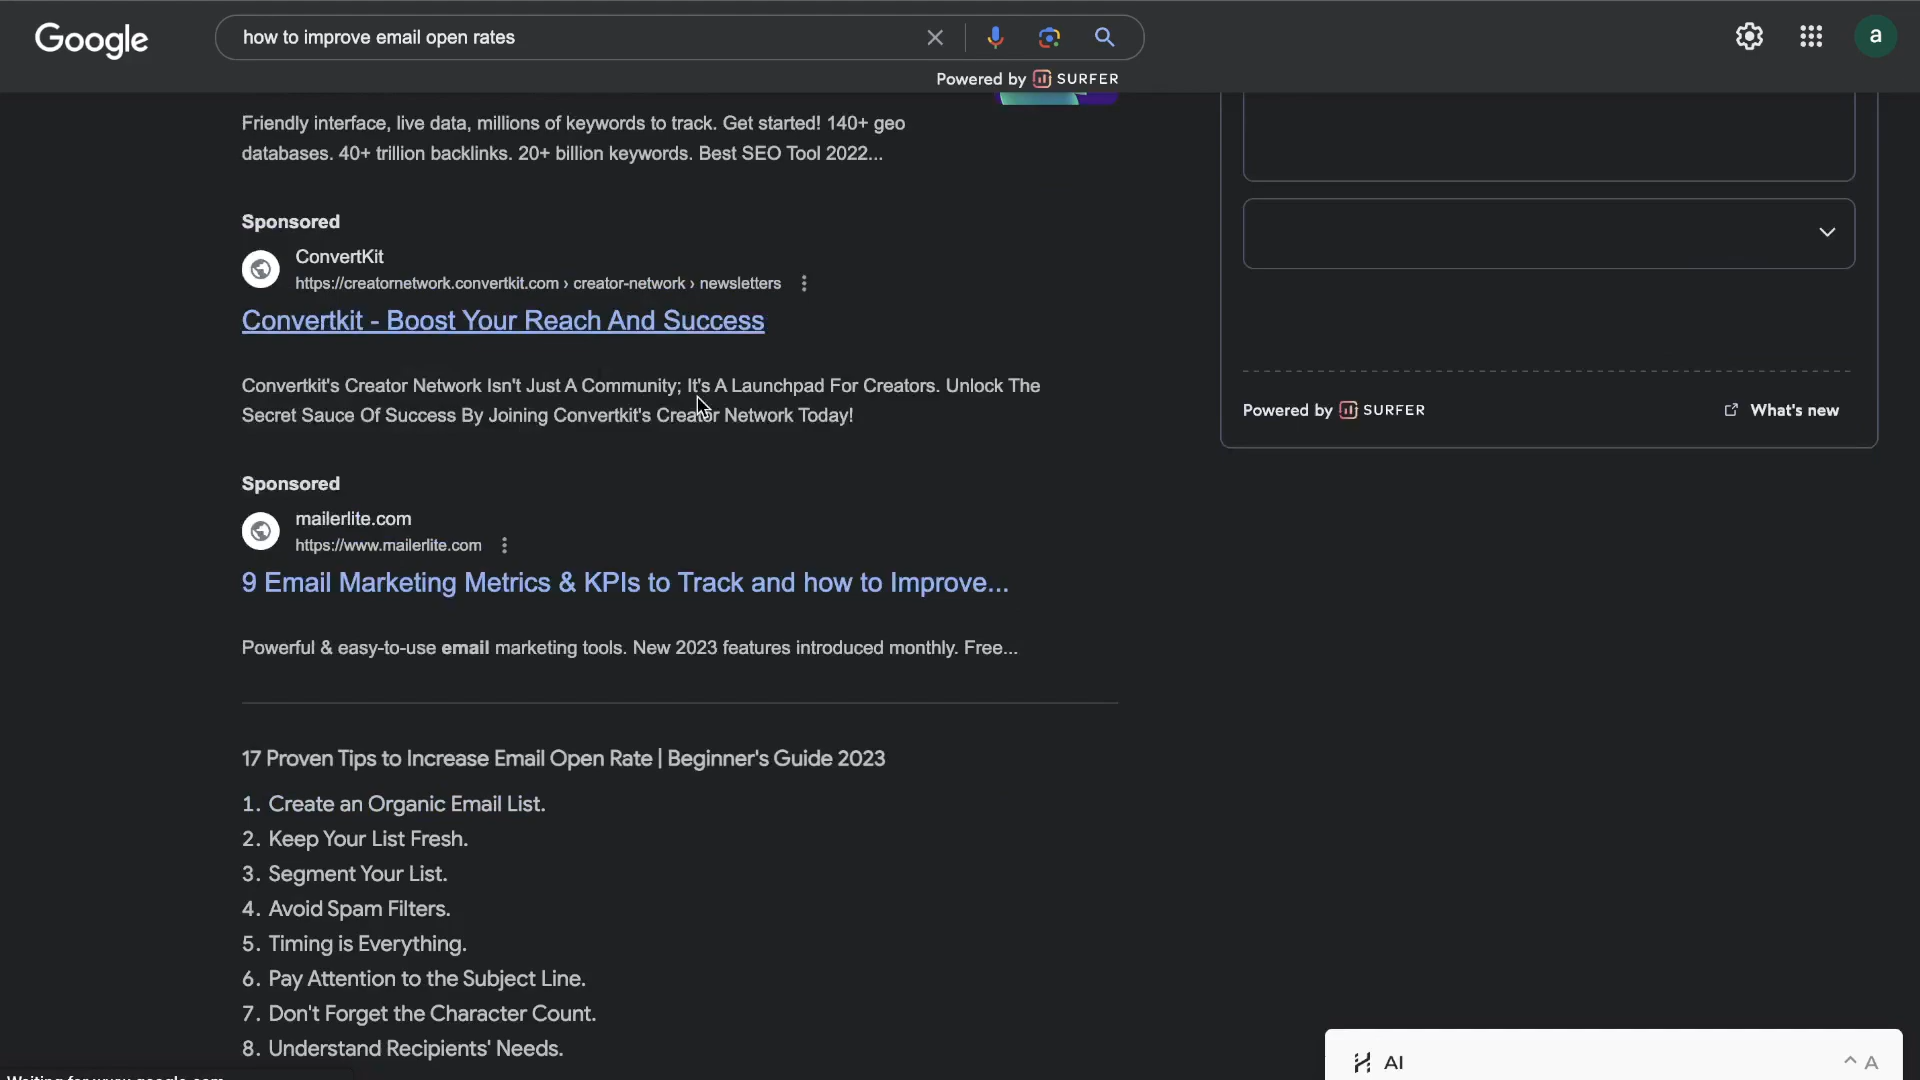 Google
how to improve email open rates
Powered by SURFER
Friendly interface, live data, millions of keywords to track. Get started! 140+ geo
databases. 40+ trillion backlinks. 20+ billion keywords. Best SEO Tool 2022...
Sponsored
ConvertKit
https://creatornetwork.convertkit.com › creator-network › newsletters
Convertkit - Boost Your Reach And Success
Convertkit's Creator Network Isn't Just A Community; It's A Launchpad For Creators. Unlock The
Secret Sauce Of Success By Joining Convertkit's Creator Network Today!
Sponsored
mailerlite.com
https://www.mailerlite.com
9 Email Marketing Metrics & KPIs to Track and how to Improve...
Powerful & easy-to-use email marketing tools. New 2023 features introduced monthly. Free...
17 Proven Tips to Increase Email Open Rate | Beginner's Guide 2023
1. Create an Organic Email List.
2. Keep Your List Fresh.
3. Segment Your List.
4. Avoid Spam Filters.
5. Timing is Everything.
6. Pay Attention to the Subject Line.
7. Don't Forget the Character Count.
8. Understand Recipients' Needs.
Waiting for www.google.com
a
Powered by SURFER
What's new
AI
A